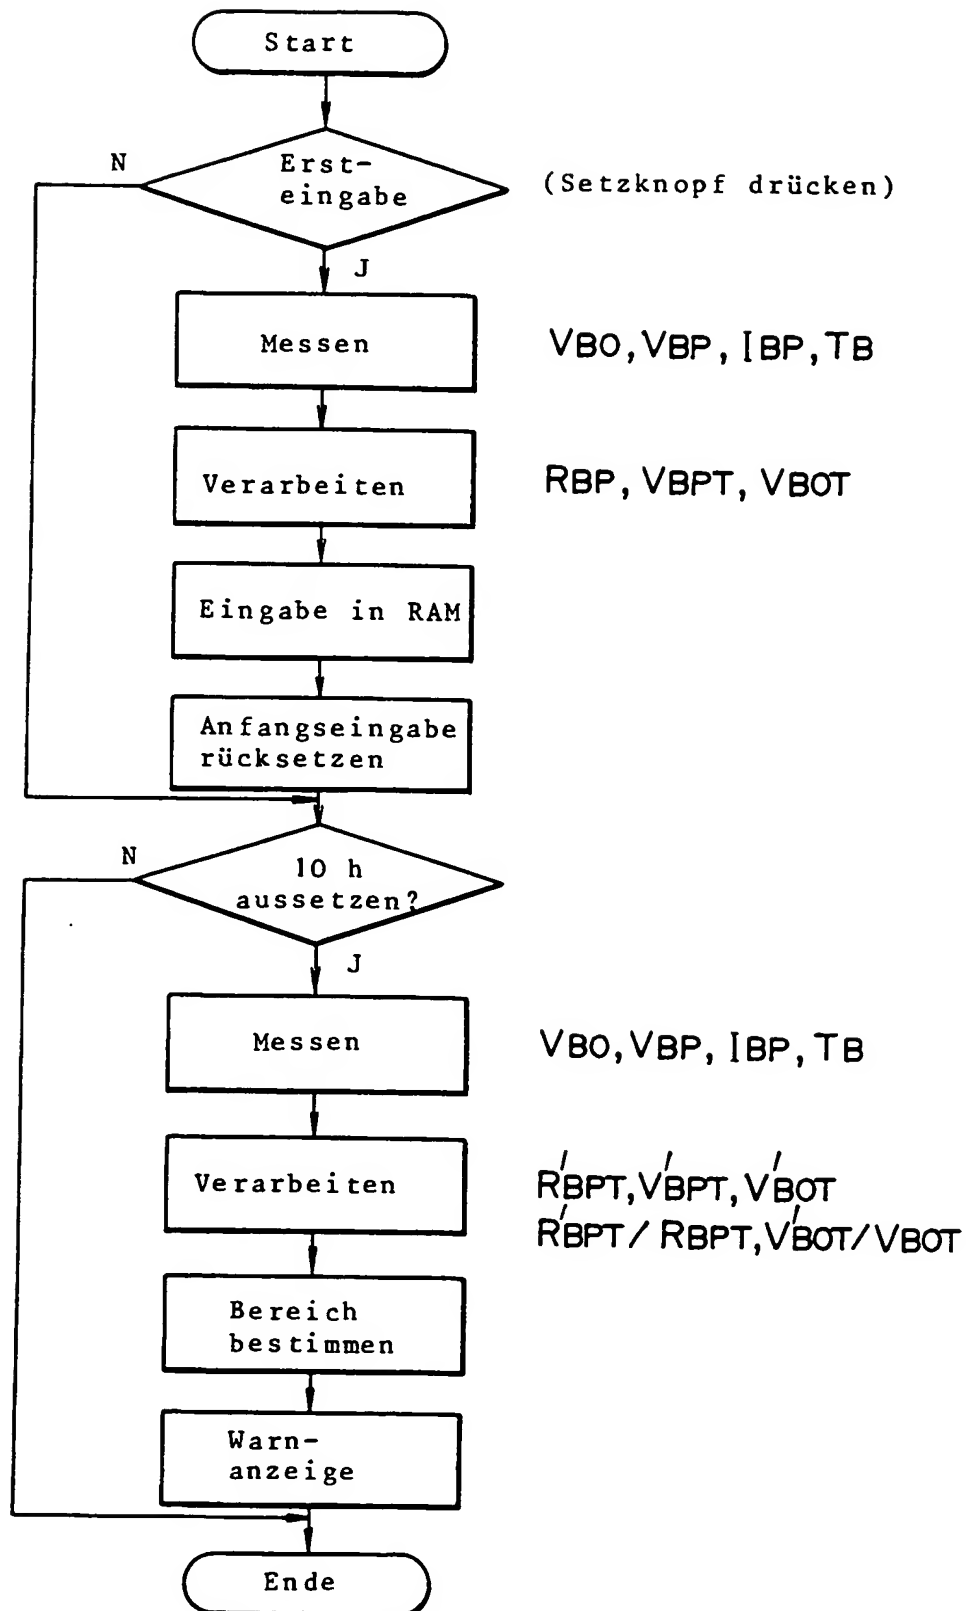 Start
N
Erst-
eingabe
(Setzknopf drücken)
J
Messen
VBO, VBP, IBP, TB
Verarbeiten
RBP, VBPT, VBOT
Eingabe in RAM
Anfangseingabe
rücksetzen
N
10 h
aussetzen?
J
Messen
VBO, VBP, IBP, TB
Verarbeiten
R'BPT, V'BPT, V'BOT
R'BPT / RBPT, V'BOT / VBOT
Bereich
bestimmen
Warn-
anzeige
Ende